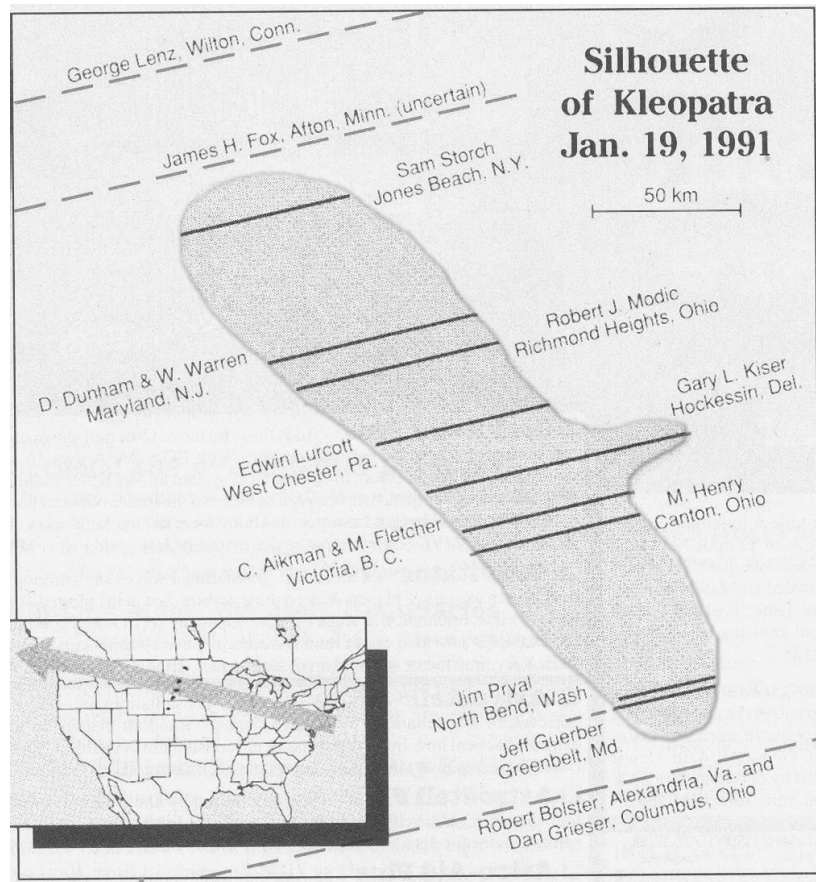 George Lenz, Wilton, Conn.
James H. Fox, Afton, Minn. (uncertain)
Silhouette
of Kleopatra
Jan. 19, 1991
Sam Storch
Jones Beach, N.Y.
50 km
Robert J. Modic
Richmond Heights, Ohio
D. Dunham & W. Warren
Maryland, N.J.
Gary L. Kiser
Hockessin, Del.
Edwin Lurcott
West Chester, Pa.
M. Henry
Canton, Ohio
C. Aikman & M. Fletcher
Victoria, B. C.
Jim Pryal
North Bend, Wash
Jeff Guerber
Greenbelt, Md.
Robert Bolster, Alexandria, Va. and
Dan Grieser, Columbus, Ohio